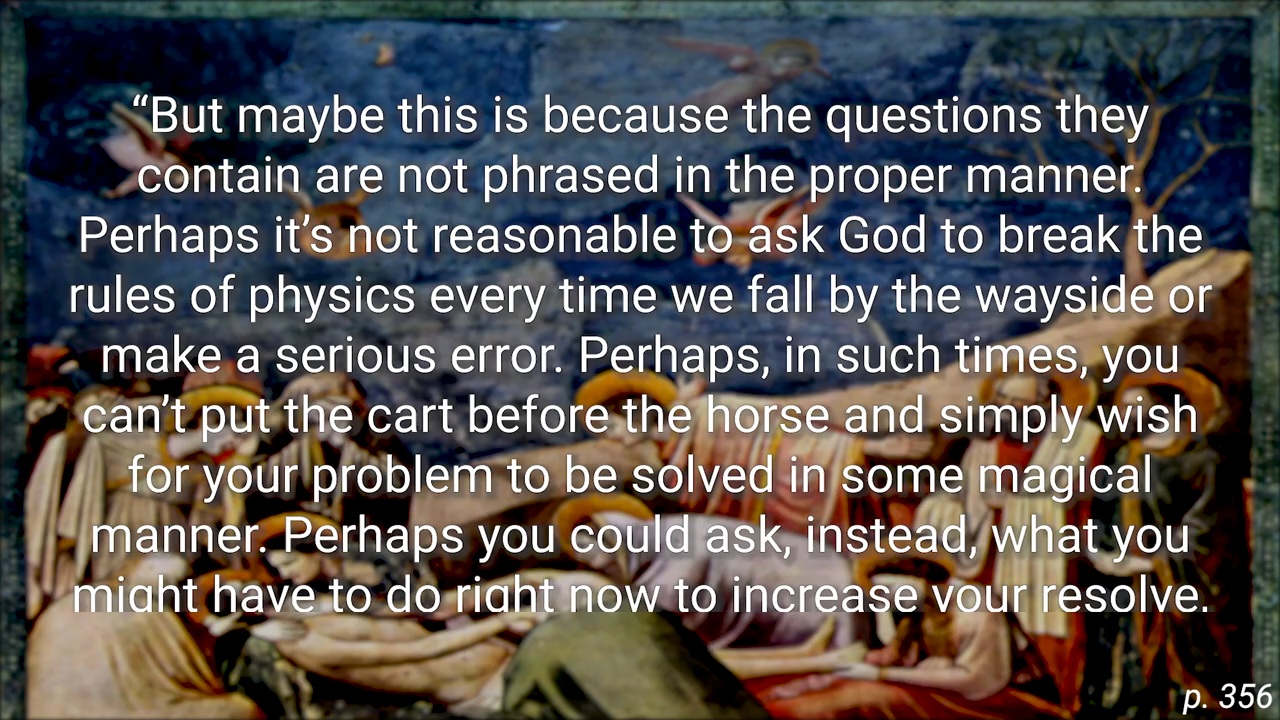 “But maybe this is because the questions they
contain are not phrased in the proper manner.
Perhaps it’s not reasonable to ask God to break the
rules of physics every time we fall by the wayside or
make a serious error. Perhaps, in such times, you
can’t put the cart before the horse and simply wish
for your problem to be solved in some magical
manner. Perhaps you could ask, instead, what you
might have to do right now to increase your resolve.
p. 356